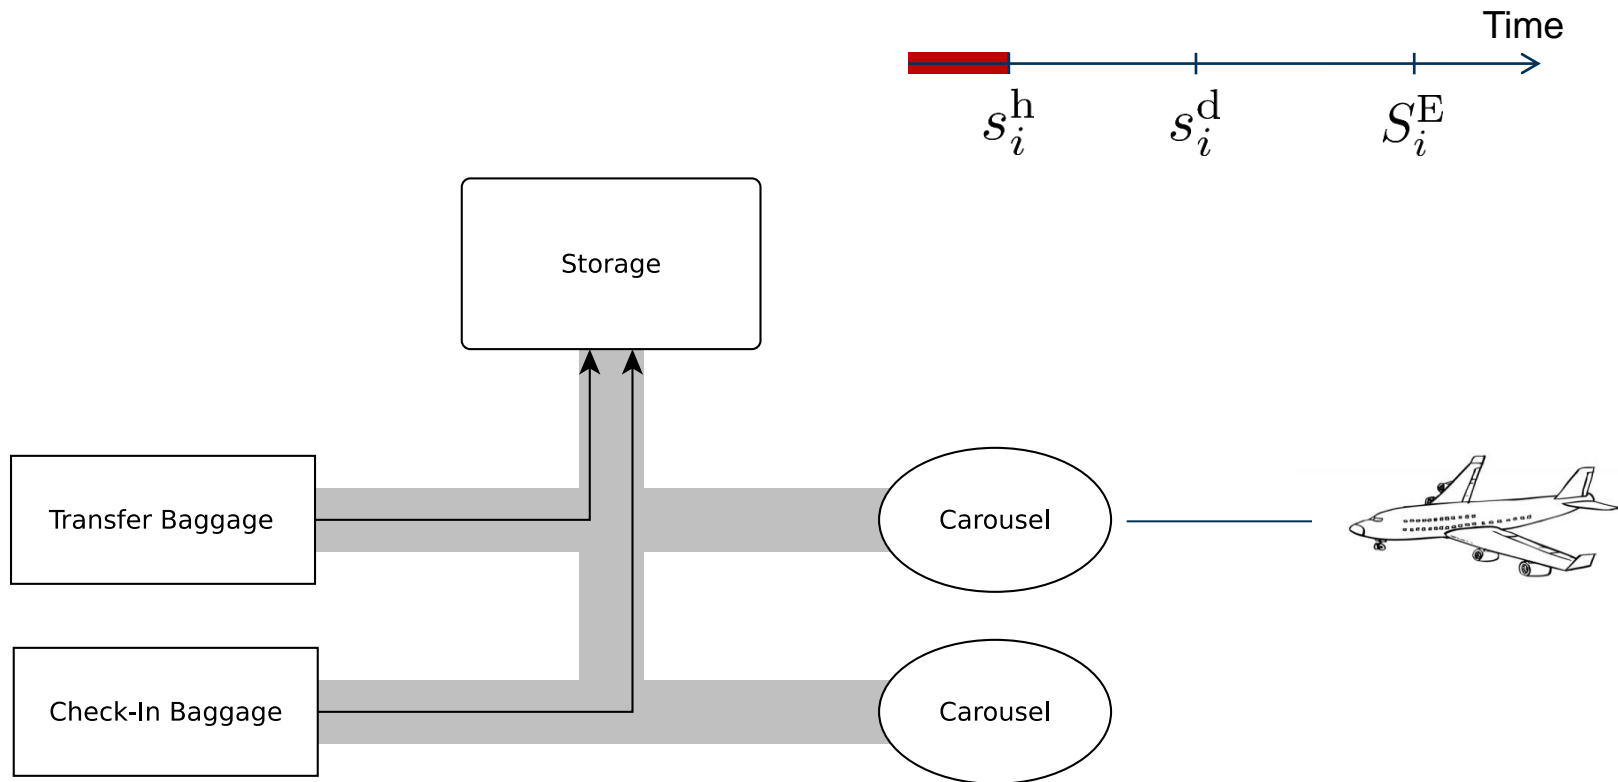 Time
s_i^h
s_i^d
S_i^E
Storage
Transfer Baggage
Carousel
Check-In Baggage
Carousel